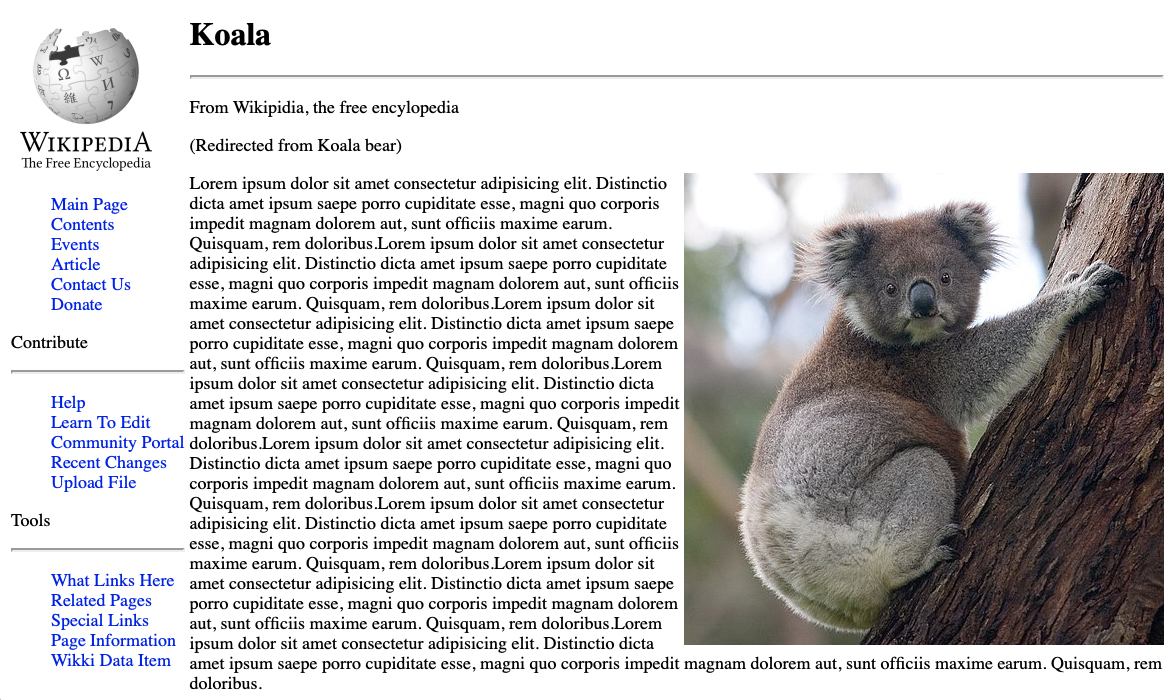 WIKIPEDIA
The Free Encyclopedia
Main Page
Contents
Events
Article
Contact Us
Donate
Contribute
Help
Learn To Edit
Community Portal
Recent Changes
Upload File
Tools
What Links Here
Related Pages
Special Links
Page Information
Wikki Data Item
Koala
From Wikipidia, the free encylopedia
(Redirected from Koala bear)
Lorem ipsum dolor sit amet consectetur adipisicing elit. Distinctio
dicta amet ipsum saepe porro cupiditate esse, magni quo corporis
impedit magnam dolorem aut, sunt officiis maxime earum.
Quisquam, rem doloribus.Lorem ipsum dolor sit amet consectetur
adipisicing elit. Distinctio dicta amet ipsum saepe porro cupiditate
esse, magni quo corporis impedit magnam dolorem aut, sunt officiis
maxime earum. Quisquam, rem doloribus.Lorem ipsum dolor sit
amet consectetur adipisicing elit. Distinctio dicta amet ipsum saepe
porro cupiditate esse, magni quo corporis impedit magnam dolorem
aut, sunt officiis maxime earum. Quisquam, rem doloribus.Lorem
ipsum dolor sit amet consectetur adipisicing elit. Distinctio dicta
amet ipsum saepe porro cupiditate esse, magni quo corporis impedit
magnam dolorem aut, sunt officiis maxime earum. Quisquam, rem
doloribus.Lorem ipsum dolor sit amet consectetur adipisicing elit.
Distinctio dicta amet ipsum saepe porro cupiditate esse, magni quo
corporis impedit magnam dolorem aut, sunt officiis maxime earum.
Quisquam, rem doloribus.Lorem ipsum dolor sit amet consectetur
adipisicing elit. Distinctio dicta amet ipsum saepe porro cupiditate
esse, magni quo corporis impedit magnam dolorem aut, sunt officiis
maxime earum. Quisquam, rem doloribus.Lorem ipsum dolor sit
amet consectetur adipisicing elit. Distinctio dicta amet ipsum saepe
porro cupiditate esse, magni quo corporis impedit magnam dolorem
aut, sunt officiis maxime earum. Quisquam, rem doloribus.Lorem
ipsum dolor sit amet consectetur adipisicing elit. Distinctio dicta
amet ipsum saepe porro cupiditate esse, magni quo corporis impedit magnam dolorem aut, sunt officiis maxime earum. Quisquam, rem
doloribus.